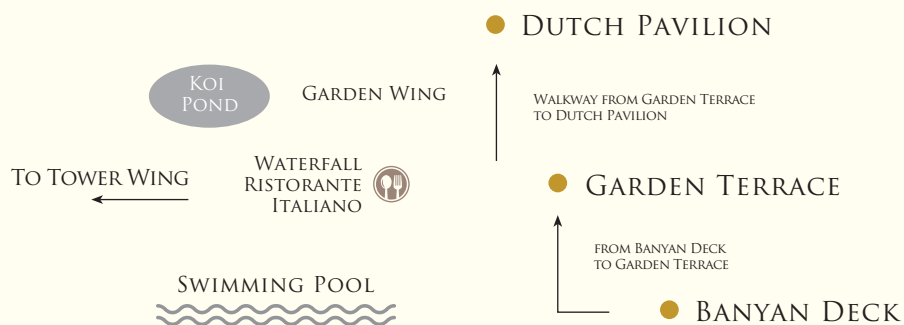 Dutch Pavilion
Koi
Pond
Garden Wing
Walkway from Garden Terrace
to Dutch Pavilion
Waterfall
Ristorante
Italiano
To Tower Wing
Garden Terrace
from Banyan Deck
to Garden Terrace
Swimming Pool
Banyan Deck